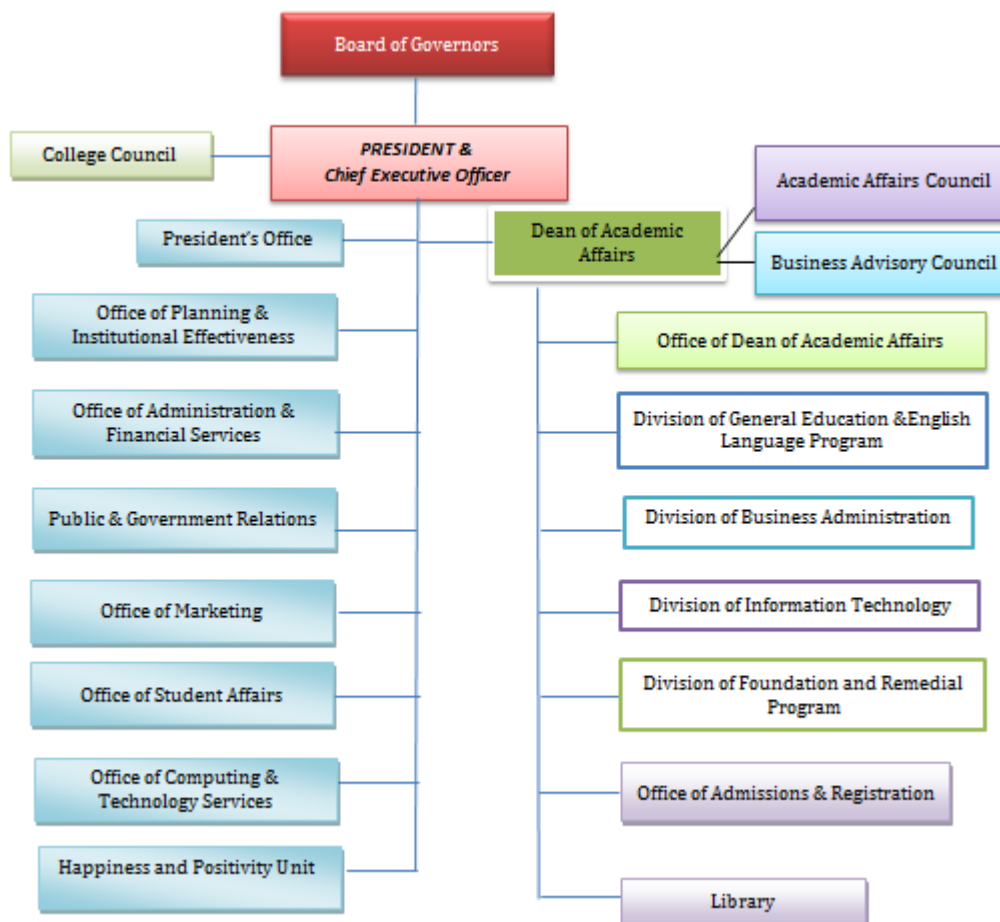 Board of Governors
College Council
PRESIDENT &
Chief Executive Officer
Academic Affairs Council
President's Office
Dean of Academic
Affairs
Business Advisory Council
Office of Planning &
Institutional Effectiveness
Office of Dean of Academic Affairs
Office of Administration &
Financial Services
Division of General Education &English
Language Program
Public & Government Relations
Division of Business Administration
Office of Marketing
Division of Information Technology
Office of Student Affairs
Division of Foundation and Remedial
Program
Office of Computing &
Technology Services
Office of Admissions & Registration
Happiness and Positivity Unit
Library